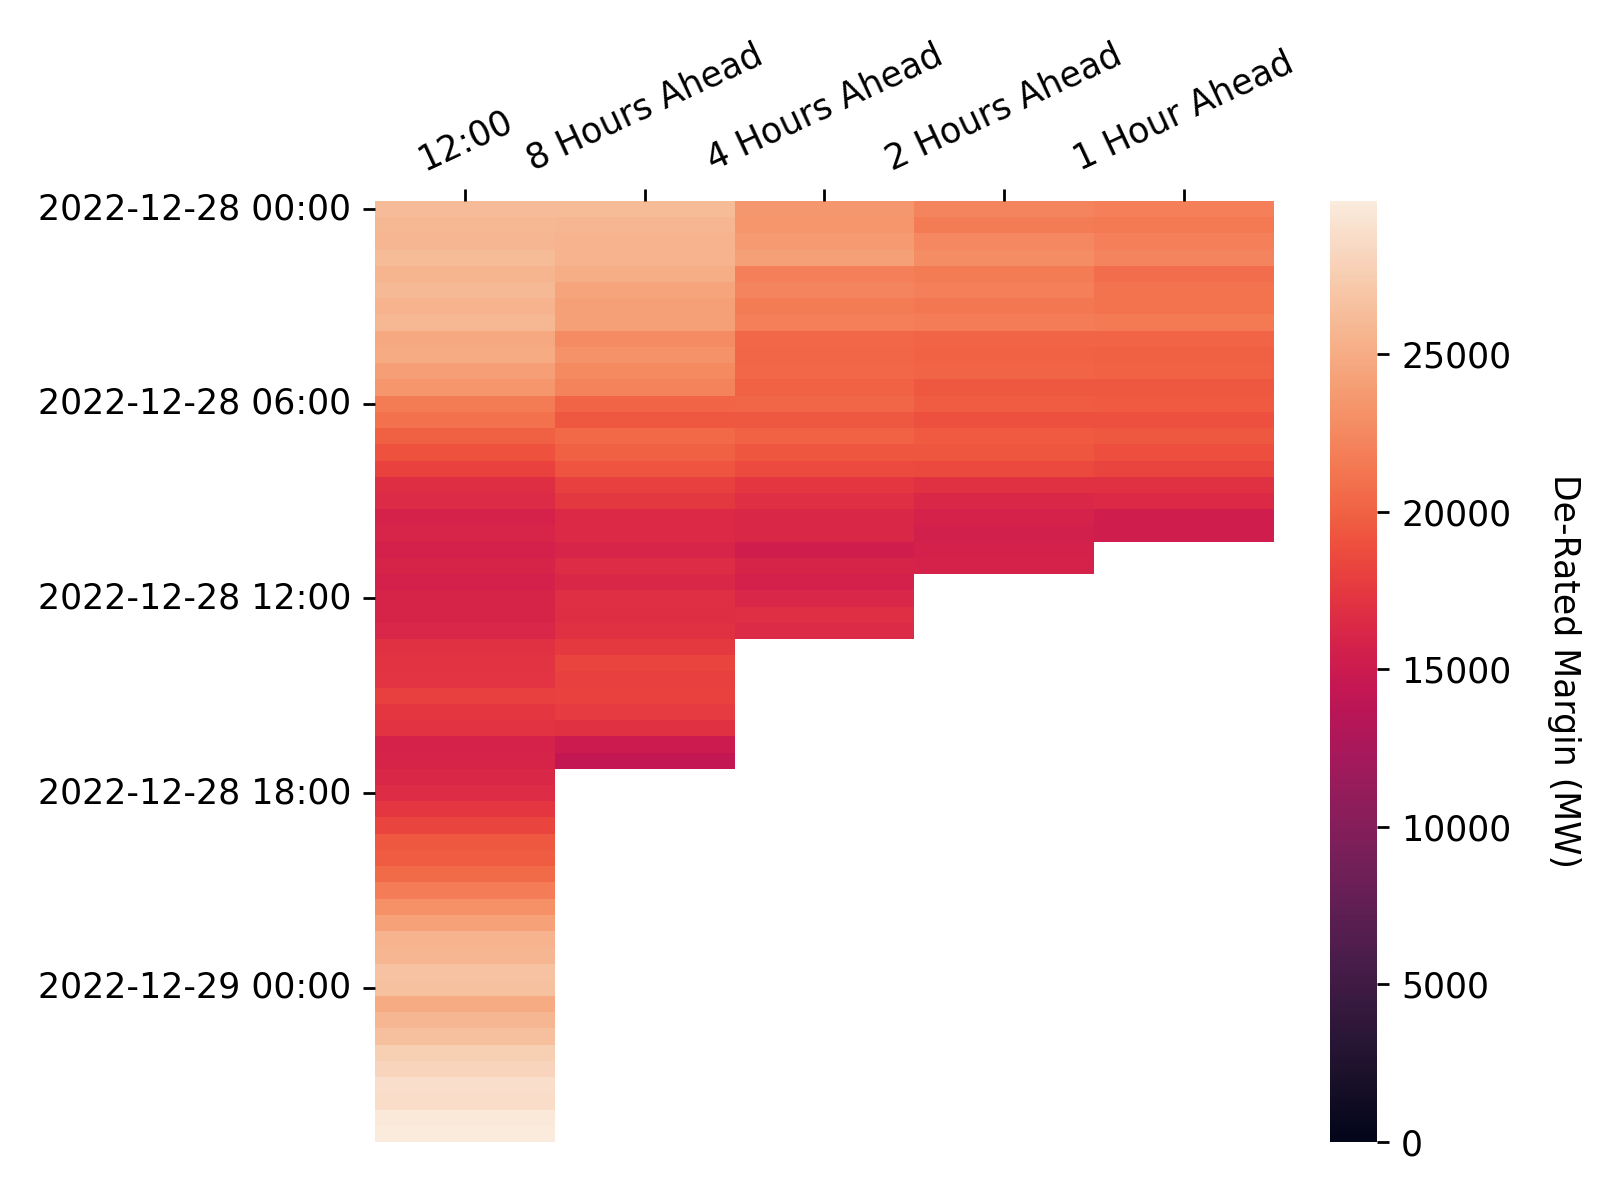 12:00
8 Hours Ahead
4 Hours Ahead
2 Hours Ahead
1 Hour Ahead
2022-12-28 00:00
2022-12-28 06:00
2022-12-28 12:00
2022-12-28 18:00
2022-12-29 00:00
25000
20000
15000
10000
5000
0
De-Rated Margin (MW)